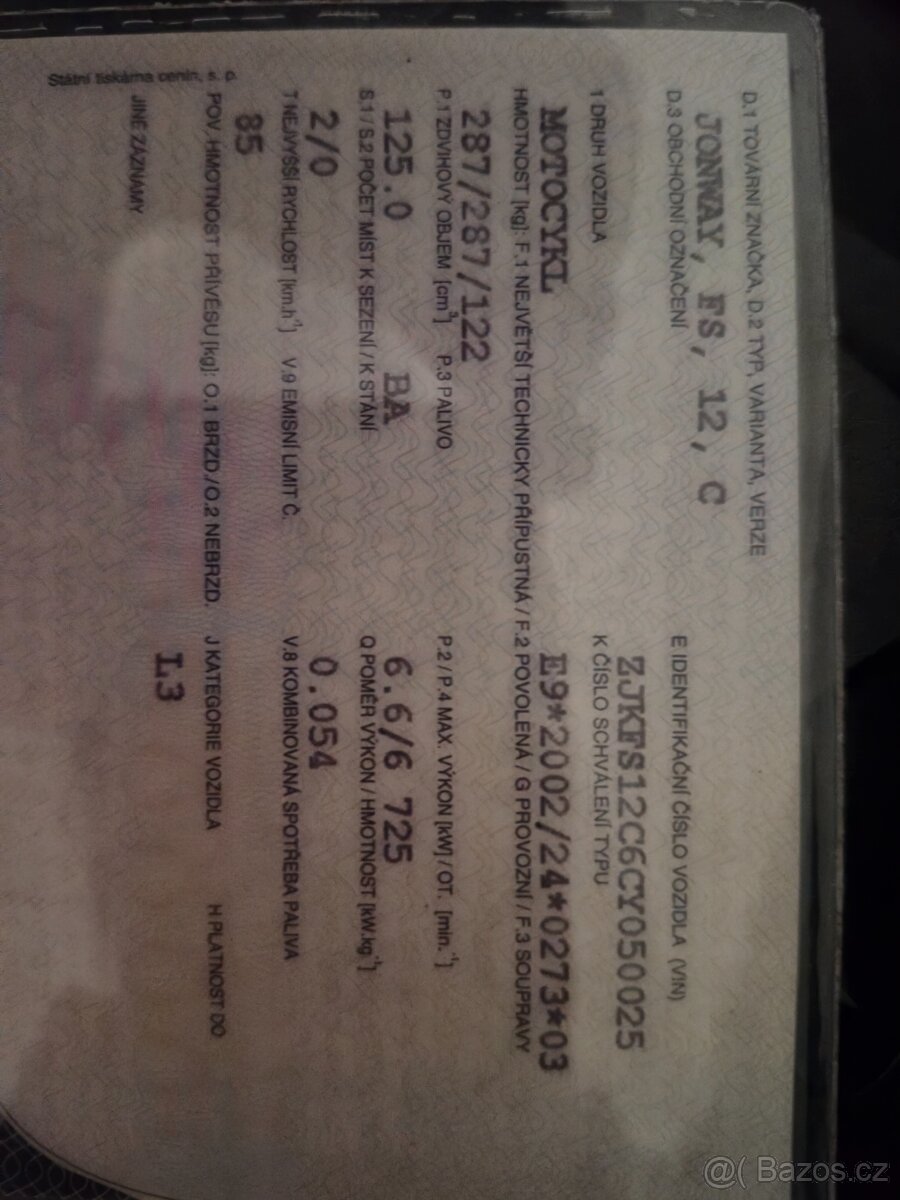 D.1 TOVÁRNÍ ZNAČKA, D.2 TYP, VARIANTA, VERZE
JONWAY, FS, 12, C
D.3 OBCHODNÍ OZNAČENÍ
E IDENTIFIKAČNÍ ČÍSLO VOZIDLA (VIN)
ZJKFS12C6CY050025
1 DRUH VOZIDLA
K ČÍSLO SCHVÁLENÍ TYPU
MOTOCYKL
E9*2002/24*0273*03
HMOTNOST [kg]: F.1 NEJVĚTŠÍ TECHNICKY PŘÍPUSTNÁ / F.2 POVOLENÁ / G PROVOZNÍ / F.3 SOUPRAVY
287/287/122
P.1 ZDVIHOVÝ OBJEM [cm³] P.3 PALIVO
P.2 / P.4 MAX. VÝKON [kW] / OT. [min.⁻¹]
125.0 BA
6.6/6 725
S.1 / S.2 POČET MÍST K SEZENÍ / K STÁNÍ
Q POMĚR VÝKON / HMOTNOST [kW.kg⁻¹]
2/0
0.054
T NEJVYŠŠÍ RYCHLOST [km.h⁻¹] V.9 EMISNÍ LIMIT Č.
V.8 KOMBINOVANÁ SPOTŘEBA PALIVA
85
POV. HMOTNOST PŘÍVĚSU [kg]: O.1 BRZD./O.2 NEBRZD.
J KATEGORIE VOZIDLA
H PLATNOST DO
L3
JINÉ ZÁZNAMY
Státní tiskárna cenin, s. p.
@( Bazos.cz